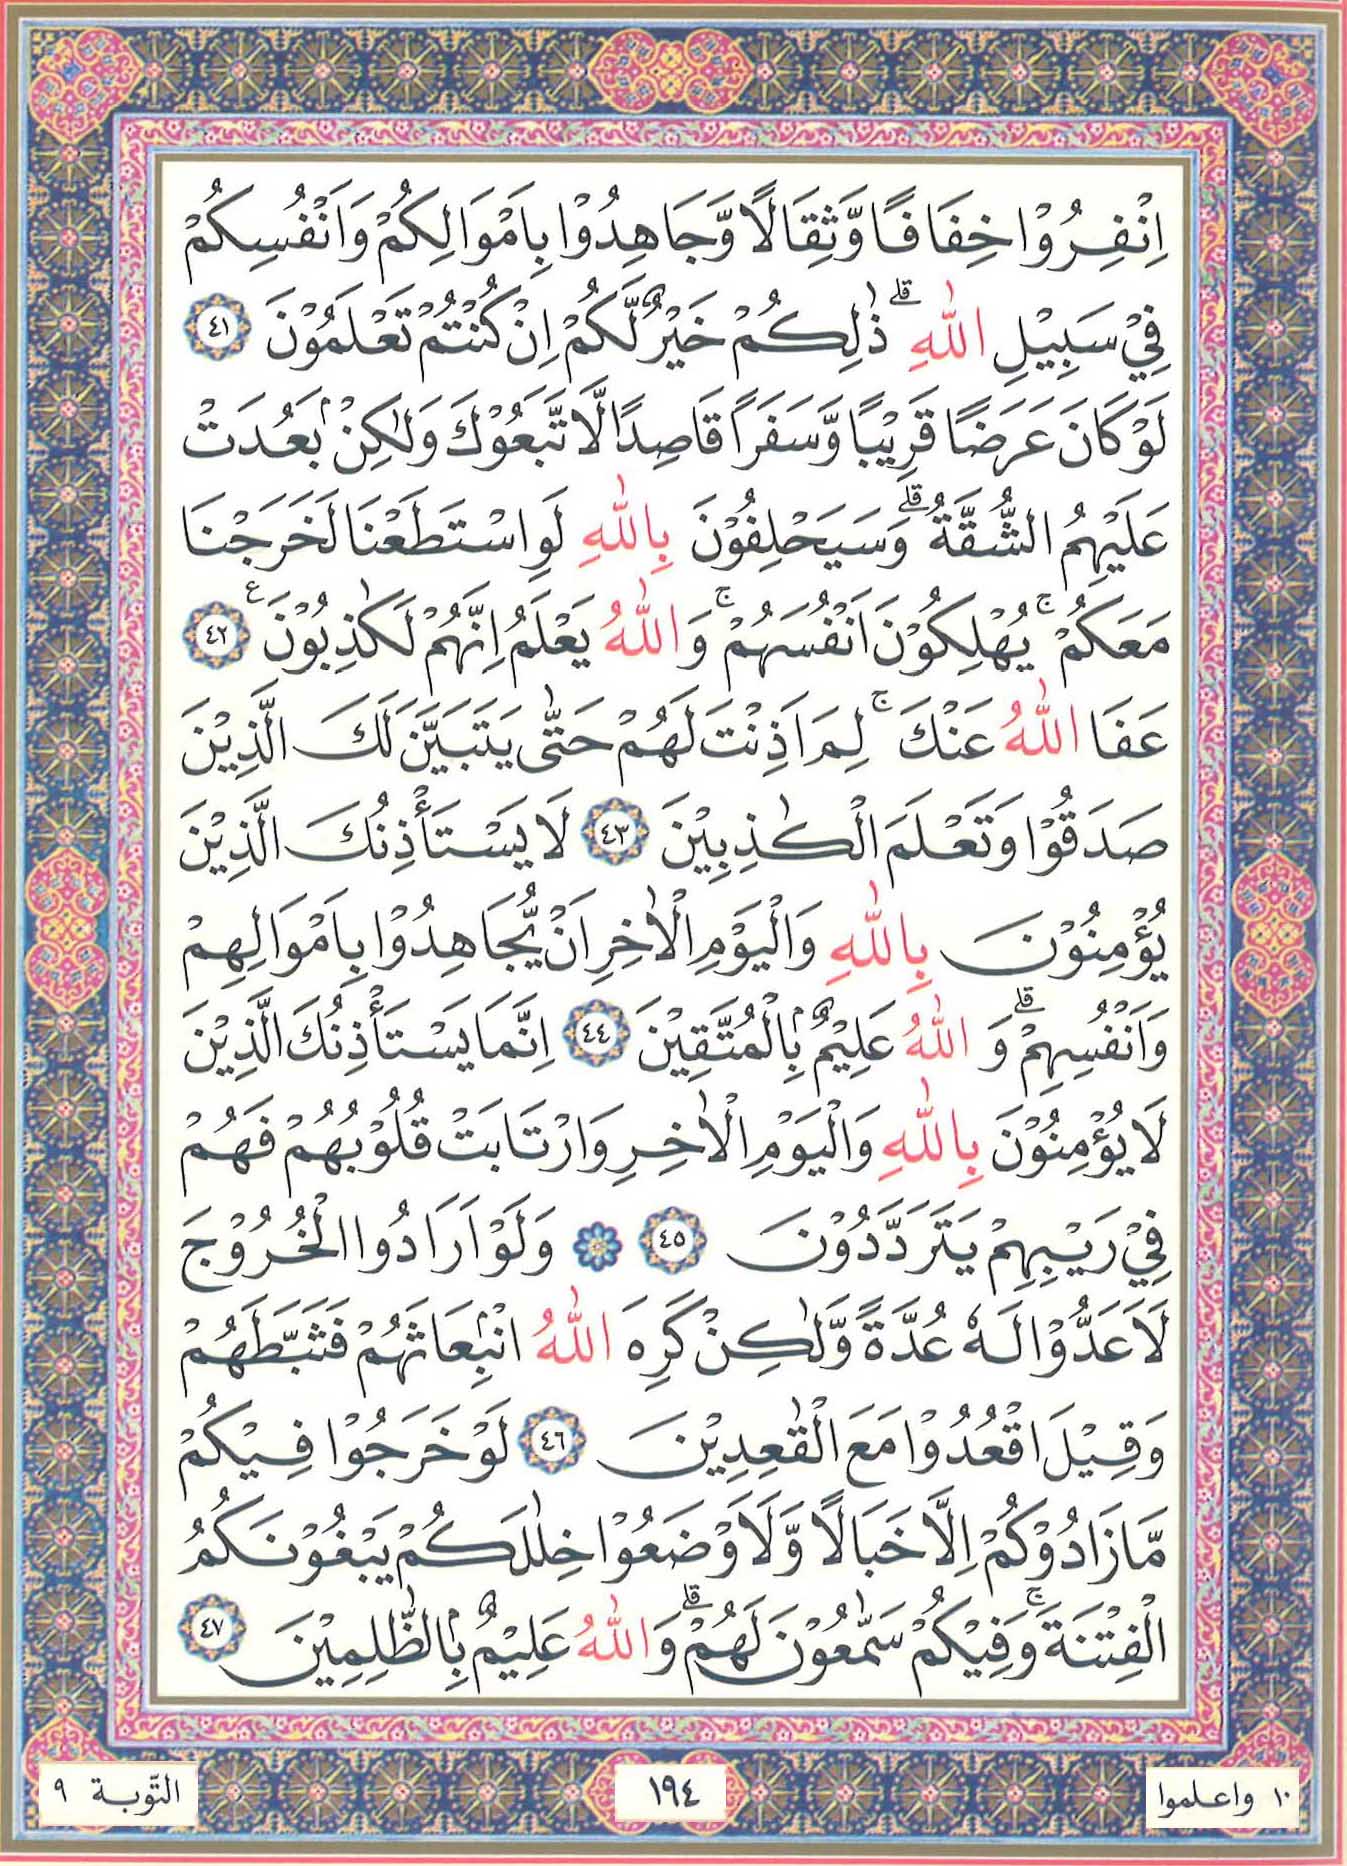 اِنْفِرُوْا خِفَافًا وَّثِقَالًا وَّجَاهِدُوْا بِاَمْوَالِكُمْ وَاَنْفُسِكُمْ
فِيْ سَبِيْلِ اللّٰهِ ۗ ذٰلِكُمْ خَيْرٌ لَّكُمْ اِنْ كُنْتُمْ تَعْلَمُوْنَ ٤١
لَوْ كَانَ عَرَضًا قَرِيْبًا وَّسَفَرًا قَاصِدًا لَّاتَّبَعُوْكَ وَلٰكِنْۢ بَعُدَتْ
عَلَيْهِمُ الشُّقَّةُ ۗ وَسَيَحْلِفُوْنَ بِاللّٰهِ لَوِ اسْتَطَعْنَا لَخَرَجْنَا
مَعَكُمْ ۚ يُهْلِكُوْنَ اَنْفُسَهُمْ ۚ وَاللّٰهُ يَعْلَمُ اِنَّهُمْ لَكٰذِبُوْنَ ع ٤٢
عَفَا اللّٰهُ عَنْكَ ۚ لِمَ اَذِنْتَ لَهُمْ حَتّٰى يَتَبَيَّنَ لَكَ الَّذِيْنَ
صَدَقُوْا وَتَعْلَمَ الْكٰذِبِيْنَ ٤٣ لَا يَسْتَأْذِنُكَ الَّذِيْنَ
يُؤْمِنُوْنَ بِاللّٰهِ وَالْيَوْمِ الْاٰخِرِ اَنْ يُّجَاهِدُوْا بِاَمْوَالِهِمْ
وَاَنْفُسِهِمْ ۗ وَاللّٰهُ عَلِيْمٌۢ بِالْمُتَّقِيْنَ ٤٤ اِنَّمَا يَسْتَأْذِنُكَ الَّذِيْنَ
لَا يُؤْمِنُوْنَ بِاللّٰهِ وَالْيَوْمِ الْاٰخِرِ وَارْتَابَتْ قُلُوْبُهُمْ فَهُمْ
فِيْ رَيْبِهِمْ يَتَرَدَّدُوْنَ ٤٥ ۞ وَلَوْ اَرَادُوا الْخُرُوْجَ
لَاَعَدُّوْا لَهٗ عُدَّةً وَّلٰكِنْ كَرِهَ اللّٰهُ انْۢبِعَاثَهُمْ فَثَبَّطَهُمْ
وَقِيْلَ اقْعُدُوْا مَعَ الْقٰعِدِيْنَ ٤٦ لَوْ خَرَجُوْا فِيْكُمْ
مَّا زَادُوْكُمْ اِلَّا خَبَالًا وَّلَاَوْضَعُوْا خِلٰلَكُمْ يَبْغُوْنَكُمُ
الْفِتْنَةَ ۚ وَفِيْكُمْ سَمّٰعُوْنَ لَهُمْ ۗ وَاللّٰهُ عَلِيْمٌۢ بِالظّٰلِمِيْنَ ٤٧
١٠ واعلموا
١٩٤
التّوبة ٩